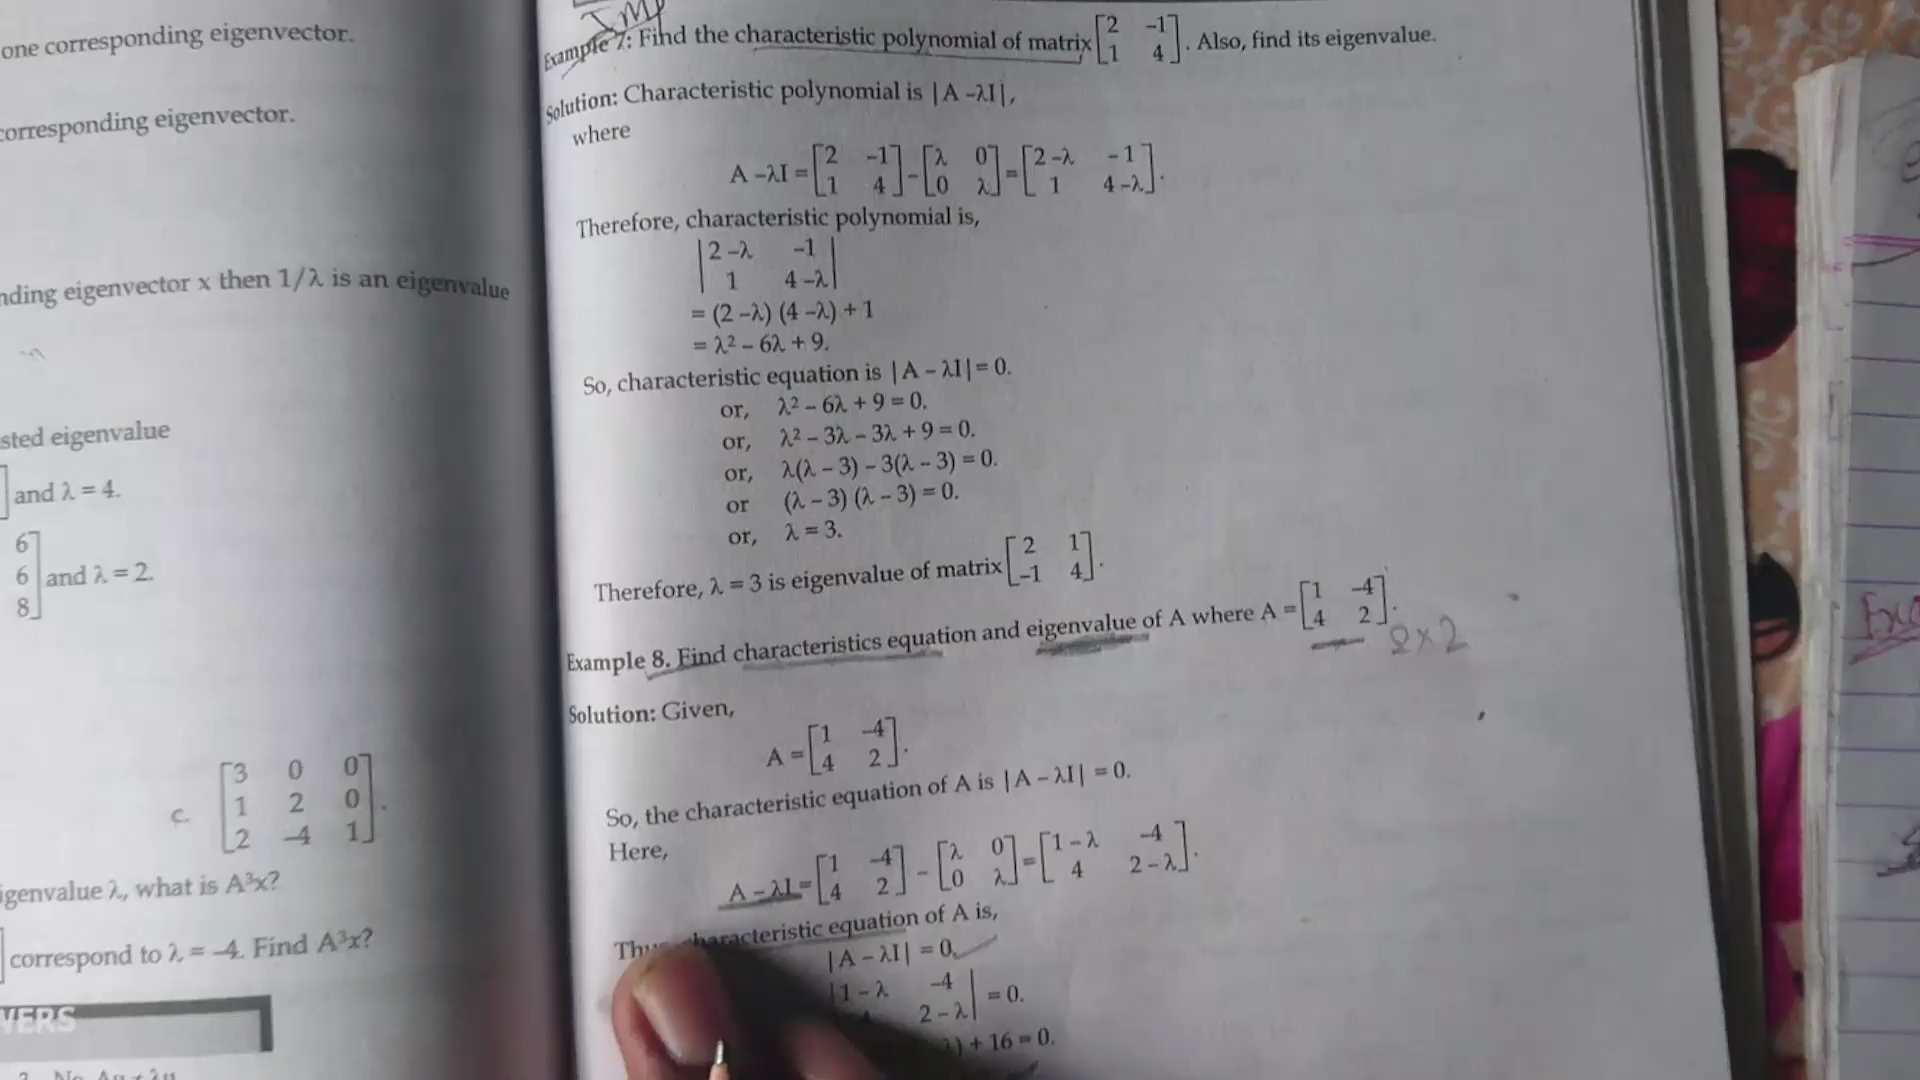 one corresponding eigenvector.
corresponding eigenvector.
nding eigenvector x then 1/λ is an eigenvalue
sted eigenvalue
] and λ = 4.
6]
6 and λ = 2.
8]
c. [3 0 0
1 2 0
2 -4 1].
igenvalue λ, what is A³x?
] correspond to λ = -4. Find A³x?
WERS
IMP
Example 7: Find the characteristic polynomial of matrix [2 -1
1 4]. Also, find its eigenvalue.
Solution: Characteristic polynomial is |A -λI|,
where
A -λI = [2 -1
1 4] - [λ 0
0 λ] = [2 -λ -1
1 4 -λ].
Therefore, characteristic polynomial is,
|2 -λ -1|
|1 4 -λ|
= (2 -λ) (4 -λ) + 1
= λ² - 6λ + 9.
So, characteristic equation is |A - λI| = 0.
or, λ² - 6λ + 9 = 0.
or, λ² - 3λ - 3λ + 9 = 0.
or, λ(λ - 3) - 3(λ - 3) = 0.
or (λ - 3) (λ - 3) = 0.
or, λ = 3.
Therefore, λ = 3 is eigenvalue of matrix [2 1
-1 4].
Example 8. Find characteristics equation and eigenvalue of A where A = [1 -4
4 2].
2×2
Solution: Given,
A = [1 -4
4 2].
So, the characteristic equation of A is |A - λI| = 0.
Here,
A - λI = [1 -4
4 2] - [λ 0
0 λ] = [1 - λ -4
4 2 - λ].
characteristic equation of A is,
|A - λI| = 0.
|1 - λ -4|
2 - λ| = 0.
) + 16 = 0.